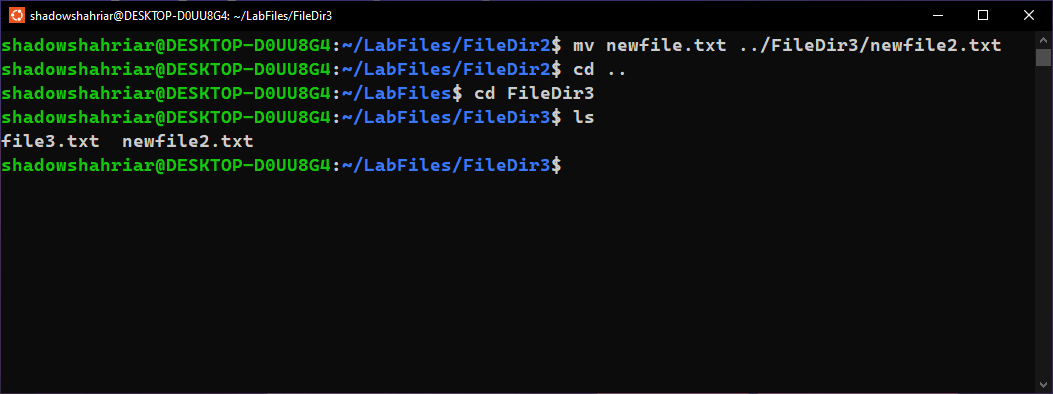 shadowshahriar@DESKTOP-D0UU8G4: ~/LabFiles/FileDir3
shadowshahriar@DESKTOP-D0UU8G4:~/LabFiles/FileDir2$ mv newfile.txt ../FileDir3/newfile2.txt
shadowshahriar@DESKTOP-D0UU8G4:~/LabFiles/FileDir2$ cd ..
shadowshahriar@DESKTOP-D0UU8G4:~/LabFiles$ cd FileDir3
shadowshahriar@DESKTOP-D0UU8G4:~/LabFiles/FileDir3$ ls
file3.txt  newfile2.txt
shadowshahriar@DESKTOP-D0UU8G4:~/LabFiles/FileDir3$